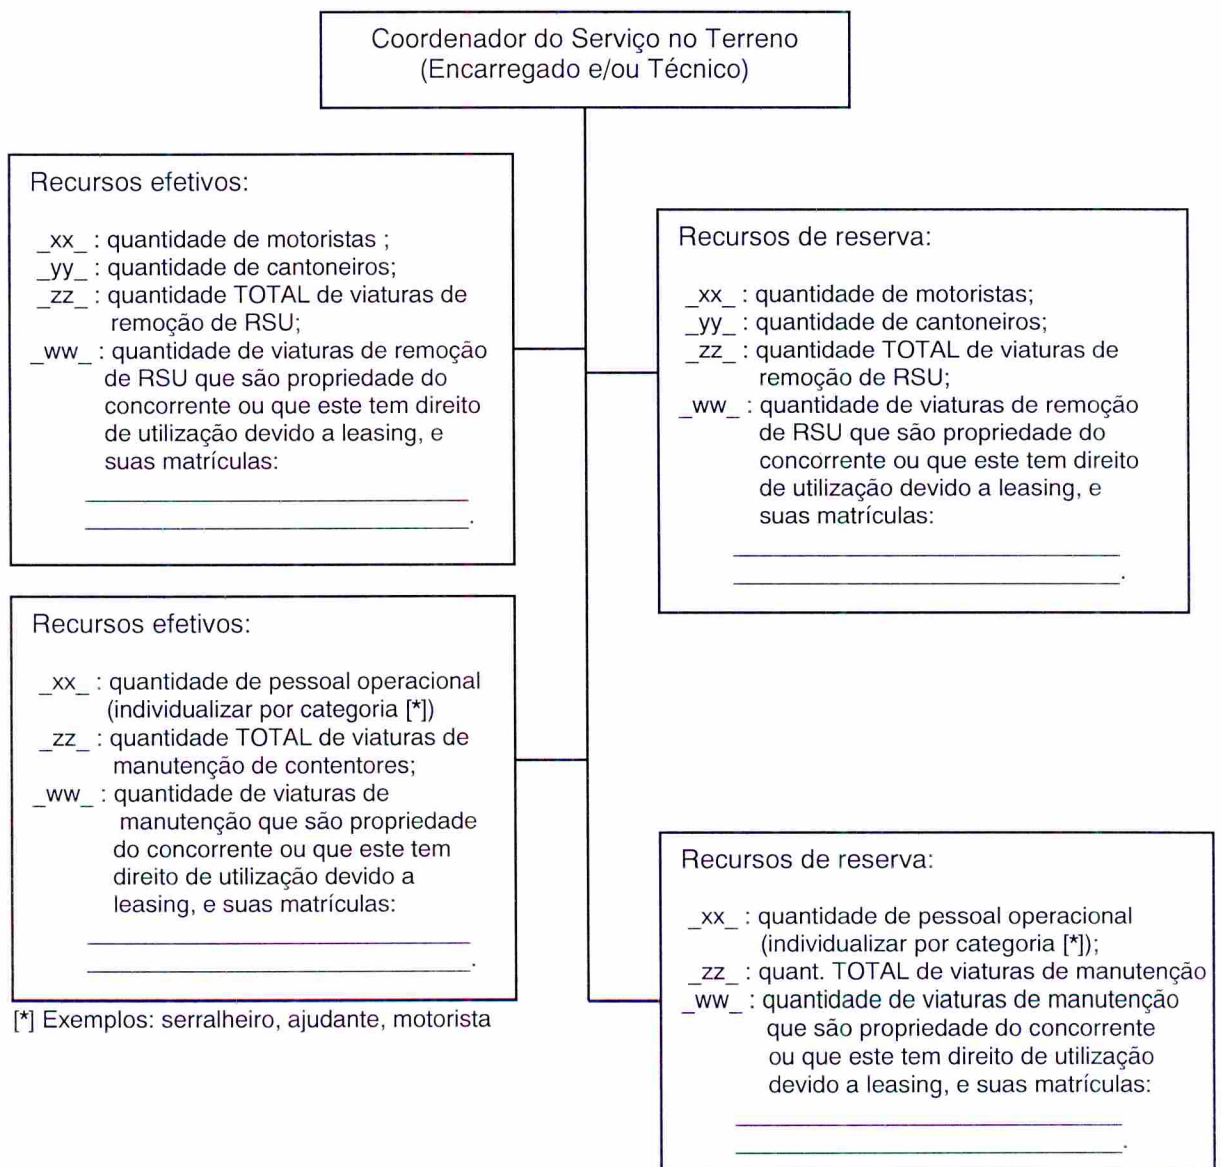 Coordenador do Serviço no Terreno
(Encarregado e/ou Técnico)
Recursos efetivos:
_xx_ : quantidade de motoristas ;
_yy_ : quantidade de cantoneiros;
_zz_ : quantidade TOTAL de viaturas de
remoção de RSU;
_ww_ : quantidade de viaturas de remoção
de RSU que são propriedade do
concorrente ou que este tem direito
de utilização devido a leasing, e
suas matrículas:
_______________________________
_______________________________.
Recursos de reserva:
_xx_ : quantidade de motoristas;
_yy_ : quantidade de cantoneiros;
_zz_ : quantidade TOTAL de viaturas de
remoção de RSU;
_ww_ : quantidade de viaturas de remoção
de RSU que são propriedade do
concorrente ou que este tem direito
de utilização devido a leasing, e
suas matrículas:
_______________________________
_______________________________.
Recursos efetivos:
_xx_ : quantidade de pessoal operacional
(individualizar por categoria [*])
_zz_ : quantidade TOTAL de viaturas de
manutenção de contentores;
_ww_ : quantidade de viaturas de
manutenção que são propriedade
do concorrente ou que este tem
direito de utilização devido a
leasing, e suas matrículas:
_______________________________
_______________________________.
[*] Exemplos: serralheiro, ajudante, motorista
Recursos de reserva:
_xx_ : quantidade de pessoal operacional
(individualizar por categoria [*]);
_zz_ : quant. TOTAL de viaturas de manutenção
_ww_ : quantidade de viaturas de manutenção
que são propriedade do concorrente
ou que este tem direito de utilização
devido a leasing, e suas matrículas:
_______________________________
_______________________________.